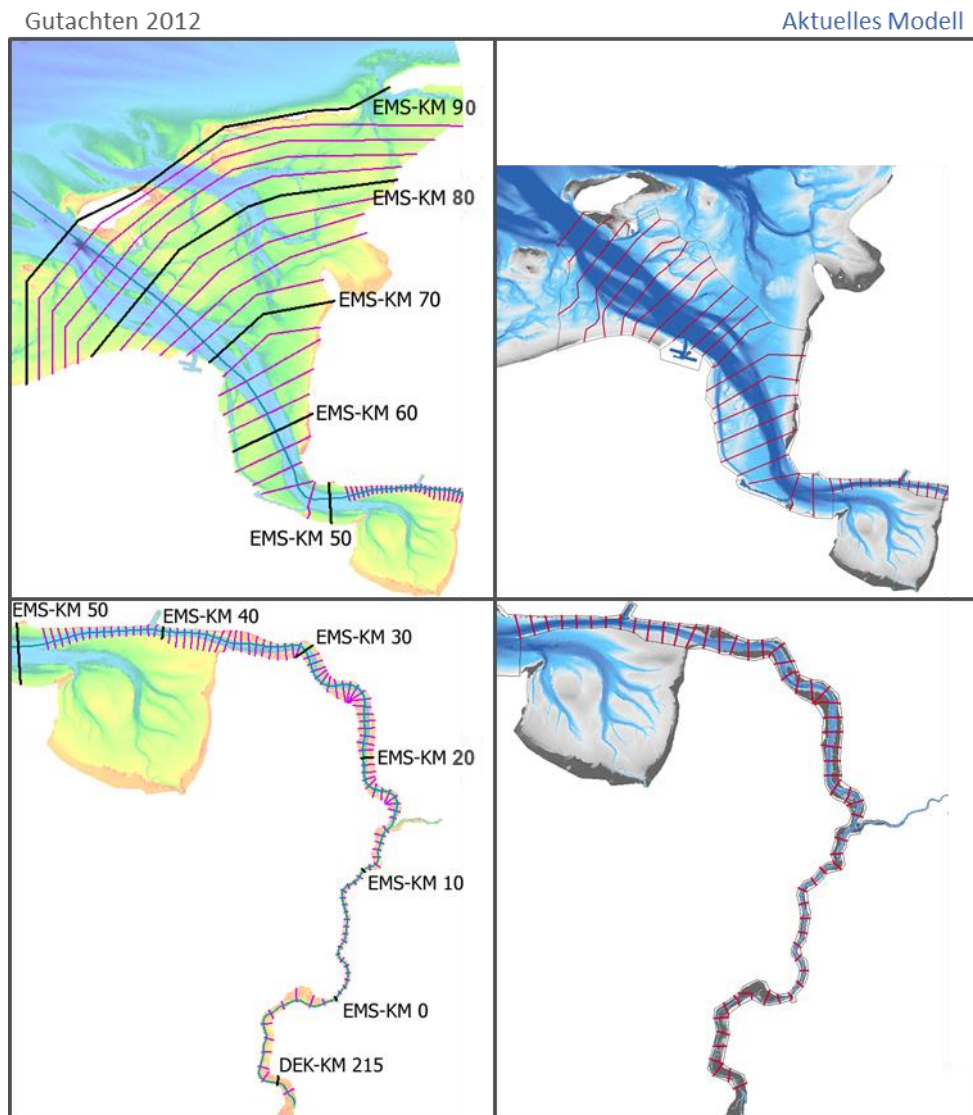 Gutachten 2012
Aktuelles Modell
EMS-KM 90
EMS-KM 80
EMS-KM 70
EMS-KM 60
EMS-KM 50
EMS-KM 50
EMS-KM 40
EMS-KM 30
EMS-KM 20
EMS-KM 10
EMS-KM 0
DEK-KM 215